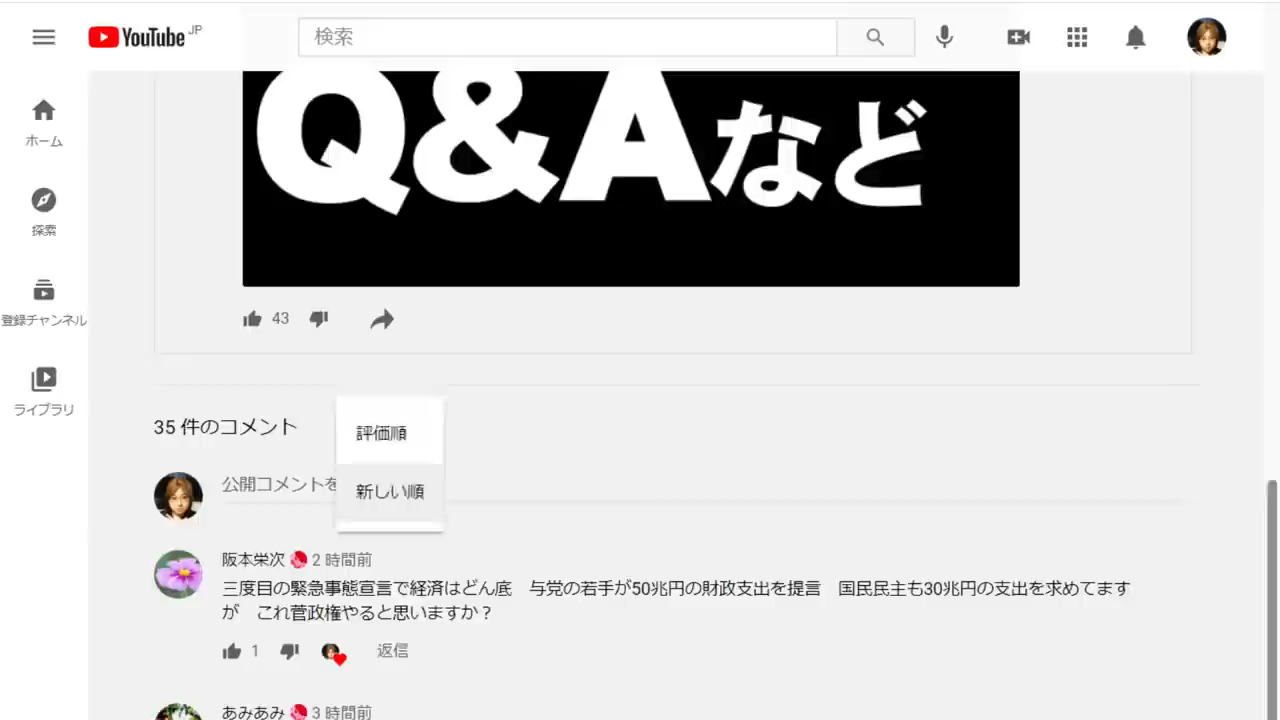 YouTube JP
検索
ホーム
探索
登録チャンネル
ライブラリ
Q&Aなど
43
35 件のコメント
評価順
新しい順
公開コメントを
阪本栄次 2 時間前
三度目の緊急事態宣言で経済はどん底　与党の若手が50兆円の財政支出を提言　国民民主も30兆円の支出を求めてます
が　これ菅政権やると思いますか？
1 返信
あみあみ 3 時間前